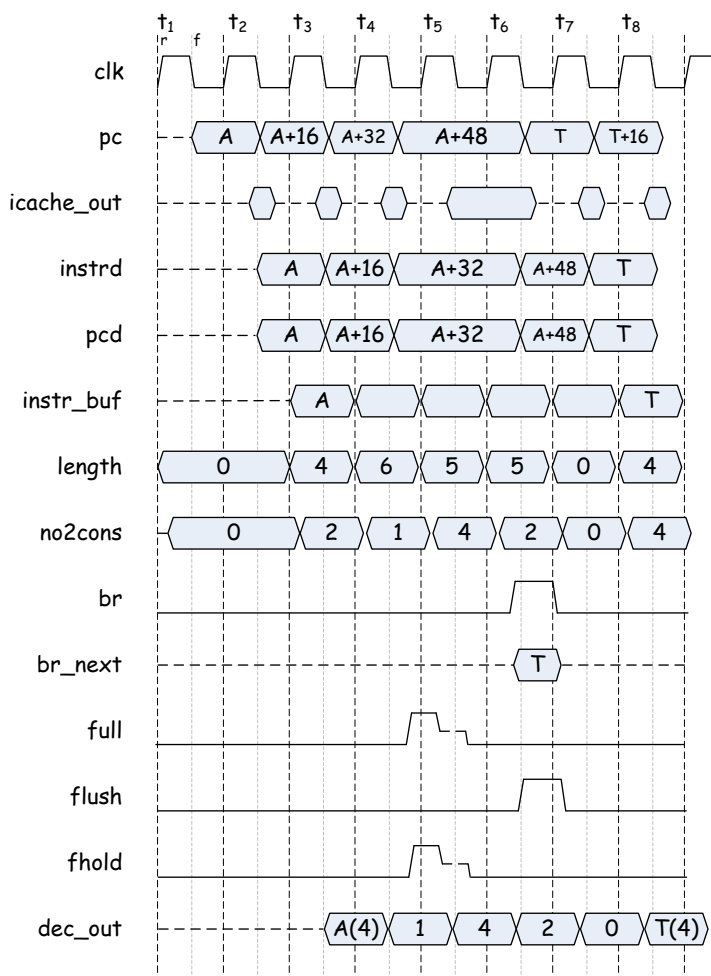 t1 t2 t3 t4 t5 t6 t7 t8
r f
clk
pc A A+16 A+32 A+48 T T+16
icache_out
instrd A A+16 A+32 A+48 T
pcd A A+16 A+32 A+48 T
instr_buf A T
length 0 4 6 5 5 0 4
no2cons 0 2 1 4 2 0 4
br
br_next T
full
flush
fhold
dec_out A(4) 1 4 2 0 T(4)